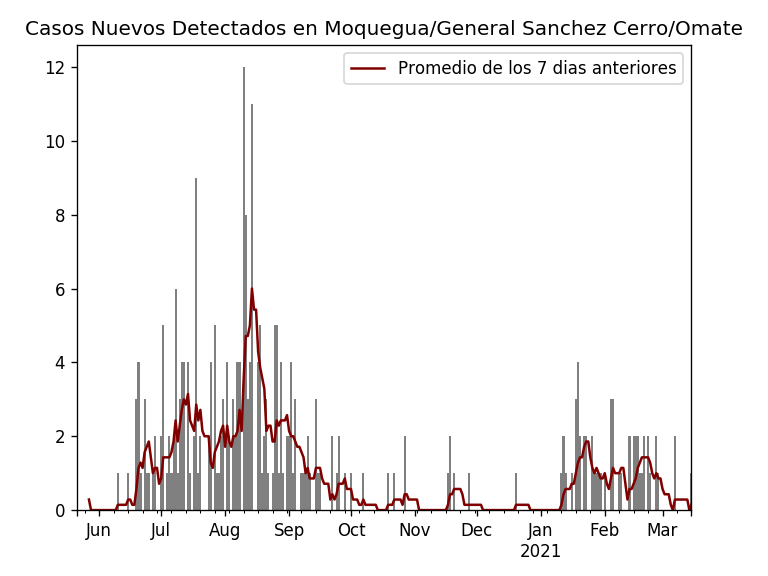 Casos Nuevos Detectados en Moquegua/General Sanchez Cerro/Omate
Promedio de los 7 dias anteriores
12
10
8
6
4
2
0
Jun Jul Aug Sep Oct Nov Dec Jan Feb Mar
2021